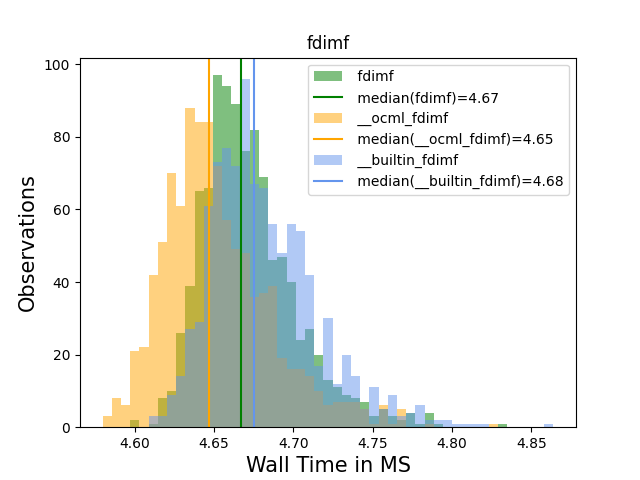 fdimf
100
80
60
40
20
0
Observations
fdimf
median(fdimf)=4.67
__ocml_fdimf
median(__ocml_fdimf)=4.65
__builtin_fdimf
median(__builtin_fdimf)=4.68
4.60 4.65 4.70 4.75 4.80 4.85
Wall Time in MS